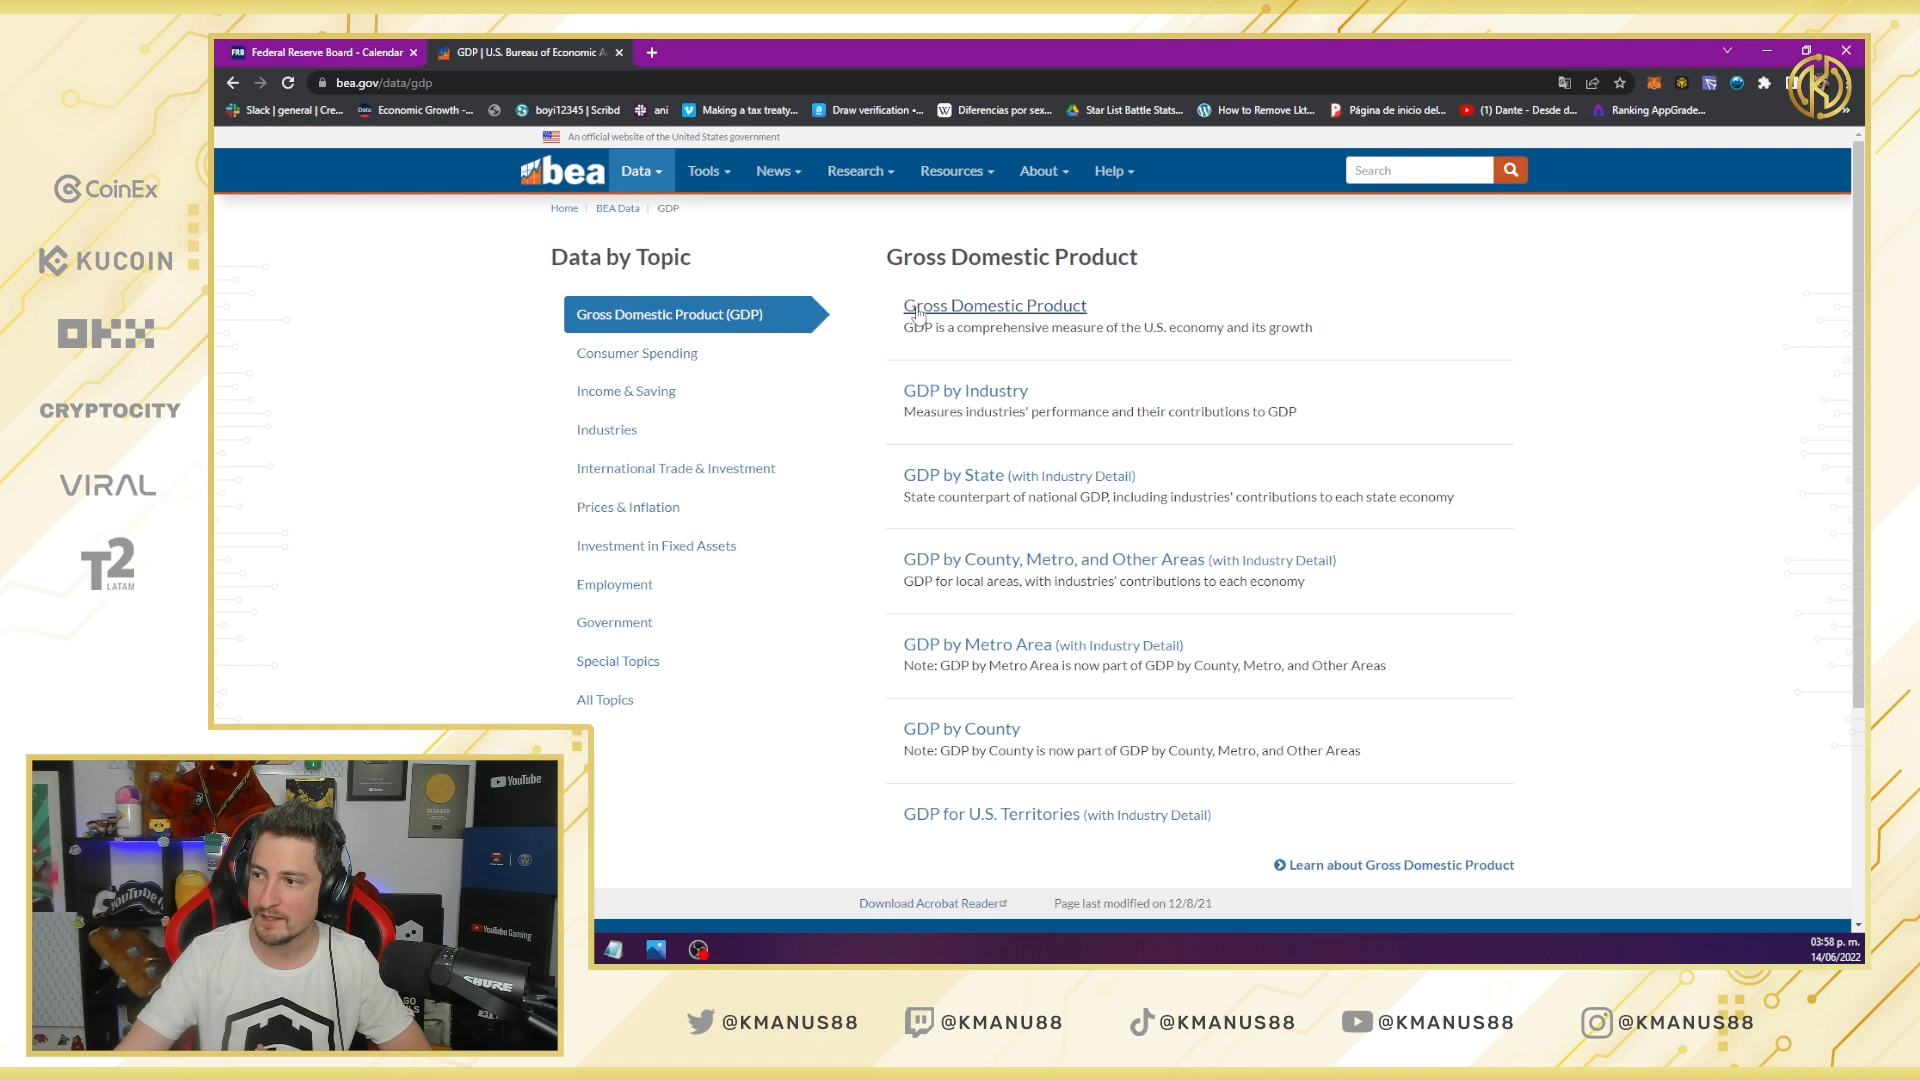 Federal Reserve Board - Calendar
GDP | U.S. Bureau of Economic A
bea.gov/data/gdp
Slack | general | Cre...
Economic Growth -...
boyi12345 | Scribd
ani
Making a tax treaty...
Draw verification •...
Diferencias por sex...
Star List Battle Stats...
How to Remove Lkt...
Página de inicio del...
(1) Dante - Desde d...
Ranking AppGrade...
An official website of the United States government
bea
Data
Tools
News
Research
Resources
About
Help
Search
Home | BEA Data | GDP
Data by Topic
Gross Domestic Product (GDP)
Consumer Spending
Income & Saving
Industries
International Trade & Investment
Prices & Inflation
Investment in Fixed Assets
Employment
Government
Special Topics
All Topics
Gross Domestic Product
Gross Domestic Product
GDP is a comprehensive measure of the U.S. economy and its growth
GDP by Industry
Measures industries' performance and their contributions to GDP
GDP by State (with Industry Detail)
State counterpart of national GDP, including industries' contributions to each state economy
GDP by County, Metro, and Other Areas (with Industry Detail)
GDP for local areas, with industries' contributions to each economy
GDP by Metro Area (with Industry Detail)
Note: GDP by Metro Area is now part of GDP by County, Metro, and Other Areas
GDP by County
Note: GDP by County is now part of GDP by County, Metro, and Other Areas
GDP for U.S. Territories (with Industry Detail)
Learn about Gross Domestic Product
Download Acrobat Reader
Page last modified on 12/8/21
03:58 p. m.
14/06/2022
CoinEx
KUCOIN
OKX
CRYPTOCITY
VIRAL
T2
LATAM
YouTube
YouTube
YouTube Gaming
SHURE
@KMANUS88
@KMANU88
@KMANUS88
@KMANUS88
@KMANUS88